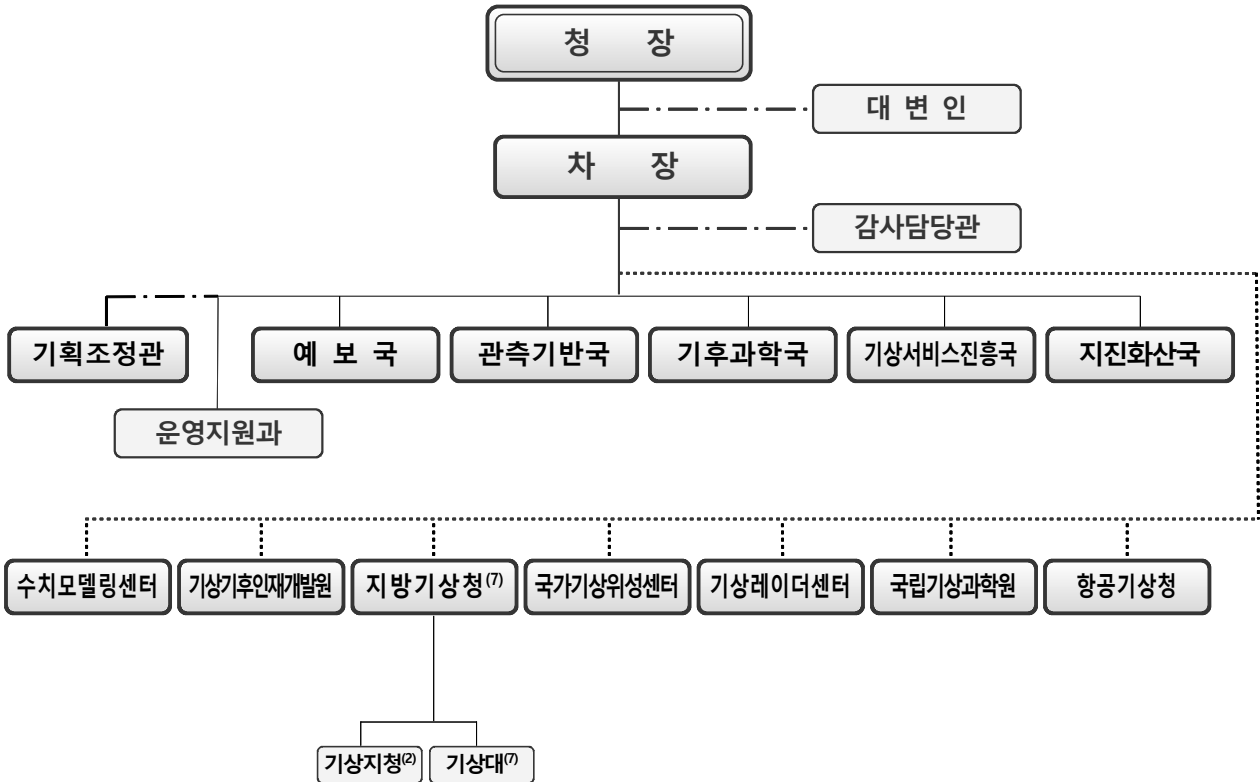 청 장
대 변 인
차 장
감사담당관
기획조정관
예 보 국
관측기반국
기후과학국
기상서비스진흥국
지진화산국
운영지원과
수치모델링센터
기상기후인재개발원
지방기상청(7)
국가기상위성센터
기상레이더센터
국립기상과학원
항공기상청
기상지청(2)
기상대(7)